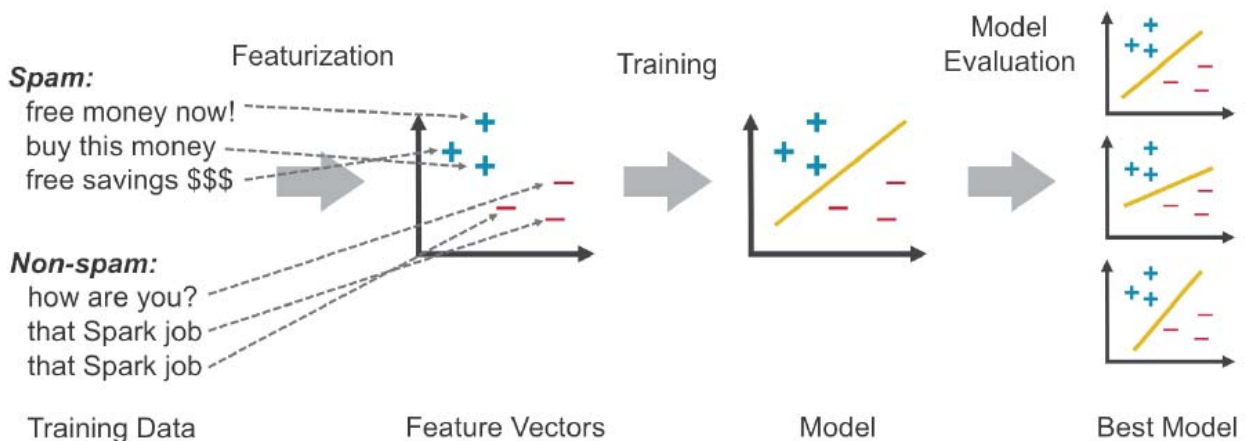 Featurization
Training
Model
Evaluation
Spam:
free money now!
buy this money
free savings $$$
Non-spam:
how are you?
that Spark job
that Spark job
Training Data
Feature Vectors
Model
Best Model